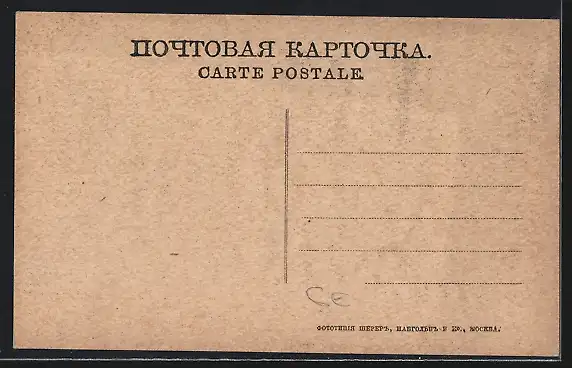 ПОЧТОВАЯ КАРТОЧКА.
CARTE POSTALE.
ФОТОТИПІЯ ШЕРЕРЪ, НАБГОЛЬЦЪ И Ко., МОСКВА.